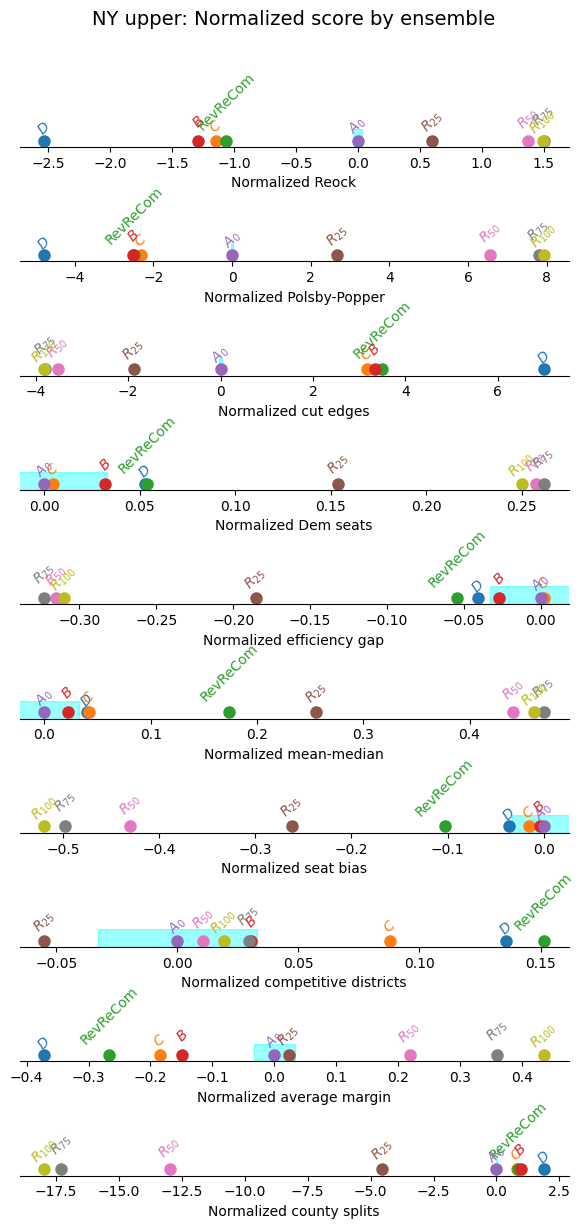 NY upper: Normalized score by ensemble
D B C RevReCom A₀ R₂₅ R₅₀ R₇₅ R₁₀₀
−2.5 −2.0 −1.5 −1.0 −0.5 0.0 0.5 1.0 1.5
Normalized Reock
D RevReCom B C A₀ R₂₅ R₅₀ R₇₅ R₁₀₀
−4 −2 0 2 4 6 8
Normalized Polsby-Popper
R₁₀₀ R₇₅ R₅₀ R₂₅ A₀ C B RevReCom D
−4 −2 0 2 4 6
Normalized cut edges
A₀ C B RevReCom D R₂₅ R₁₀₀ R₅₀ R₇₅
0.00 0.05 0.10 0.15 0.20 0.25
Normalized Dem seats
R₇₅ R₅₀ R₁₀₀ R₂₅ RevReCom D B A₀ C
−0.30 −0.25 −0.20 −0.15 −0.10 −0.05 0.00
Normalized efficiency gap
A₀ B D C RevReCom R₂₅ R₅₀ R₁₀₀ R₇₅
0.0 0.1 0.2 0.3 0.4
Normalized mean-median
R₁₀₀ R₇₅ R₅₀ R₂₅ RevReCom D C B A₀
−0.5 −0.4 −0.3 −0.2 −0.1 0.0
Normalized seat bias
R₂₅ A₀ R₅₀ R₁₀₀ R₇₅ B C D RevReCom
−0.05 0.00 0.05 0.10 0.15
Normalized competitive districts
D RevReCom C B A₀ R₂₅ R₅₀ R₇₅ R₁₀₀
−0.4 −0.3 −0.2 −0.1 0.0 0.1 0.2 0.3 0.4
Normalized average margin
R₁₀₀ R₇₅ R₅₀ R₂₅ A₀ RevReCom C B D
−17.5 −15.0 −12.5 −10.0 −7.5 −5.0 −2.5 0.0 2.5
Normalized county splits